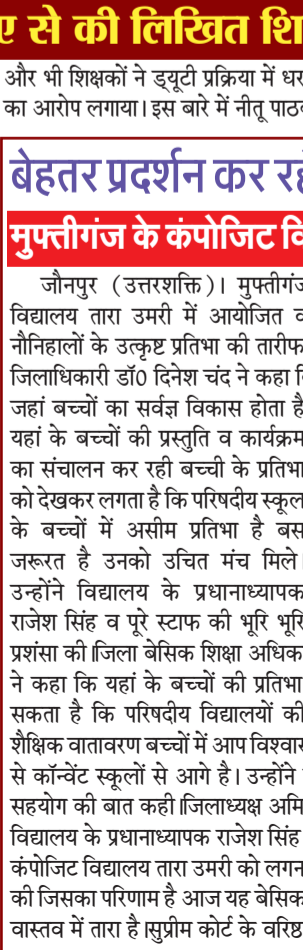 से की लिखित
और भी शिक्षकों ने ड्यूटी प्रक्रिया में
का आरोप लगाया। इस बारे में नीतू
बेहतर प्रदर्शन कर
मुफ्तीगंज के कंपोजिट
जौनपुर (उत्तरशक्ति)। मुफ्तीगंज
विद्यालय तारा उमरी में आयोजित
नौनिहालों के उत्कृष्ट प्रतिभा की तारीफ
जिलाधिकारी डॉ0 दिनेश चंद ने कहा
जहां बच्चों का सर्वज्ञ विकास होता है
यहां के बच्चों की प्रस्तुति व कार्यक्रम
का संचालन कर रही बच्ची के प्रतिभा
को देखकर लगता है कि परिषदीय स्कूल
के बच्चों में असीम प्रतिभा है बस
जरूरत है उनको उचित मंच मिले।
उन्होंने विद्यालय के प्रधानाध्यापक
राजेश सिंह व पूरे स्टाफ की भूरि भूरि
प्रशंसा की।जिला बेसिक शिक्षा
ने कहा कि यहां के बच्चों की प्रतिभा
सकता है कि परिषदीय विद्यालयों की
शैक्षिक वातावरण बच्चों में आप विश्वास
से कॉन्वेंट स्कूलों से आगे है। उन्होंने
सहयोग की बात कही।जिलाध्यक्ष
विद्यालय के प्रधानाध्यापक राजेश सिंह
कंपोजिट विद्यालय तारा उमरी को लगन
की जिसका परिणाम है आज यह बेसिक
वास्तव में तारा है।सुप्रीम कोर्ट के वरिष्ठ